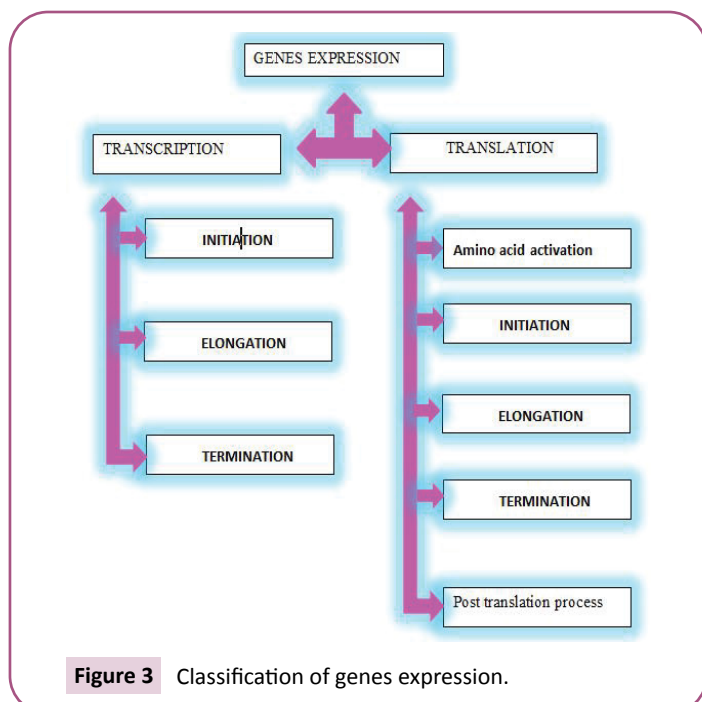 GENES EXPRESSION
TRANSCRIPTION
TRANSLATION
INITIATION
ELONGATION
TERMINATION
Amino acid activation
INITIATION
ELONGATION
TERMINATION
Post translation process
Figure 3 Classification of genes expression.